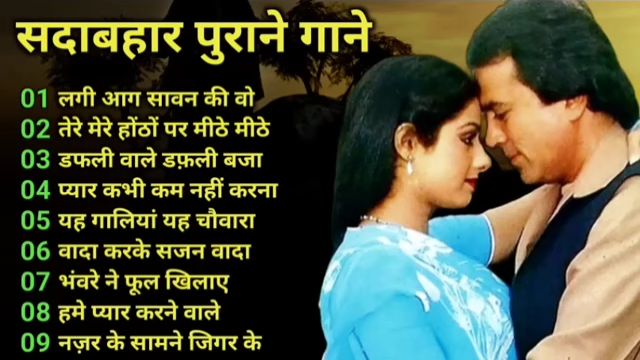 सदाबहार पुराने गाने
01 लगी आग सावन की वो
02 तेरे मेरे होंठों पर मीठे मीठे
03 डफली वाले डफ़ली बजा
04 प्यार कभी कम नहीं करना
05 यह गालियां यह चौवारा
06 वादा करके सजन वादा
07 भंवरे ने फूल खिलाए
08 हमे प्यार करने वाले
09 नज़र के सामने जिगर के